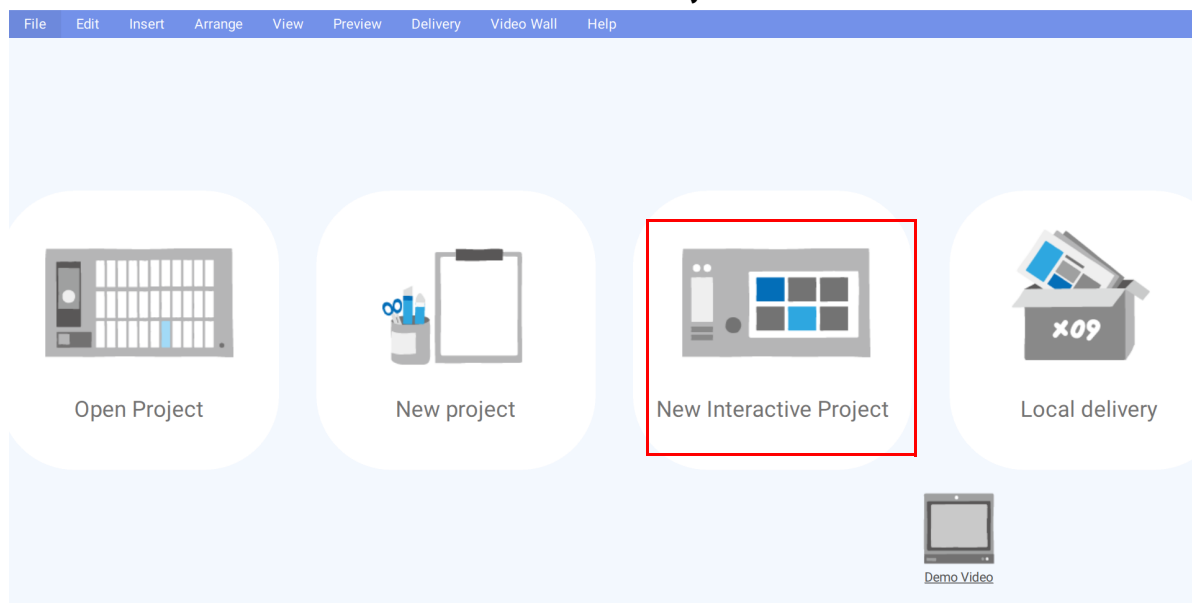 File Edit Insert Arrange View Preview Delivery Video Wall Help
x09
Open Project New project New Interactive Project Local delivery
Demo Video